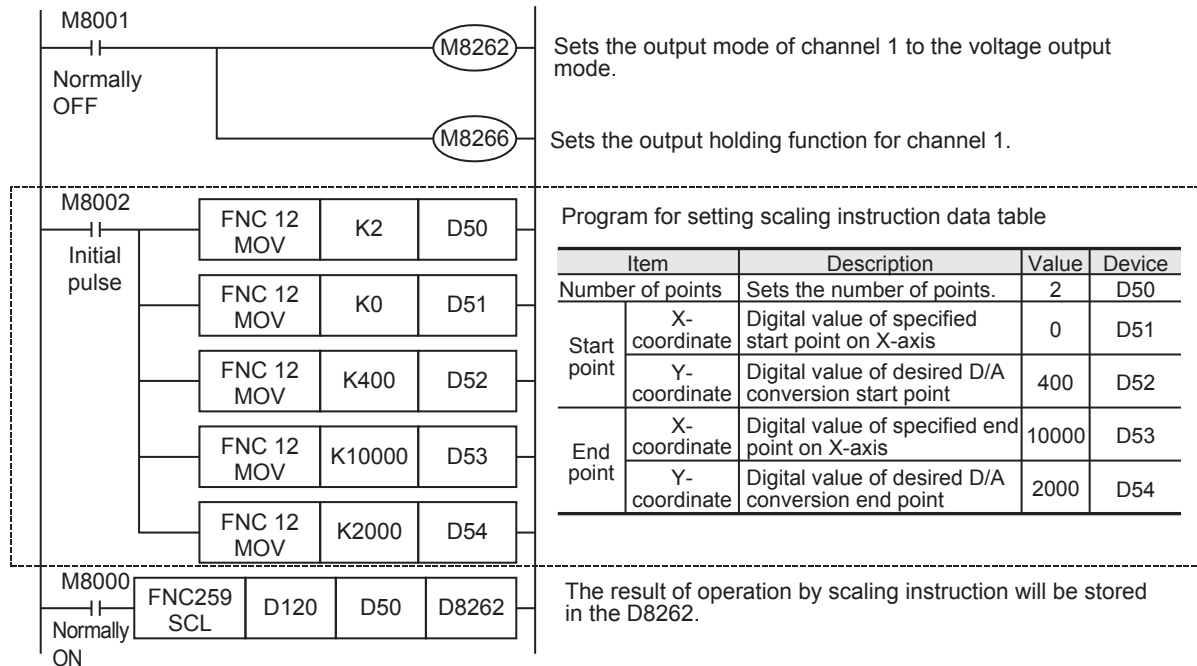 M8001
Normally
OFF
M8262
Sets the output mode of channel 1 to the voltage output
mode.
M8266
Sets the output holding function for channel 1.
M8002
Initial
pulse
FNC 12
MOV
K2
D50
FNC 12
MOV
K0
D51
FNC 12
MOV
K400
D52
FNC 12
MOV
K10000
D53
FNC 12
MOV
K2000
D54
Program for setting scaling instruction data table
Item Description Value Device
Number of points Sets the number of points. 2 D50
Start
point
X-
coordinate
Digital value of specified
start point on X-axis
0
D51
Y-
coordinate
Digital value of desired D/A
conversion start point
400
D52
End
point
X-
coordinate
Digital value of specified end
point on X-axis
10000
D53
Y-
coordinate
Digital value of desired D/A
conversion end point
2000
D54
M8000
Normally
ON
FNC259
SCL
D120
D50
D8262
The result of operation by scaling instruction will be stored
in the D8262.